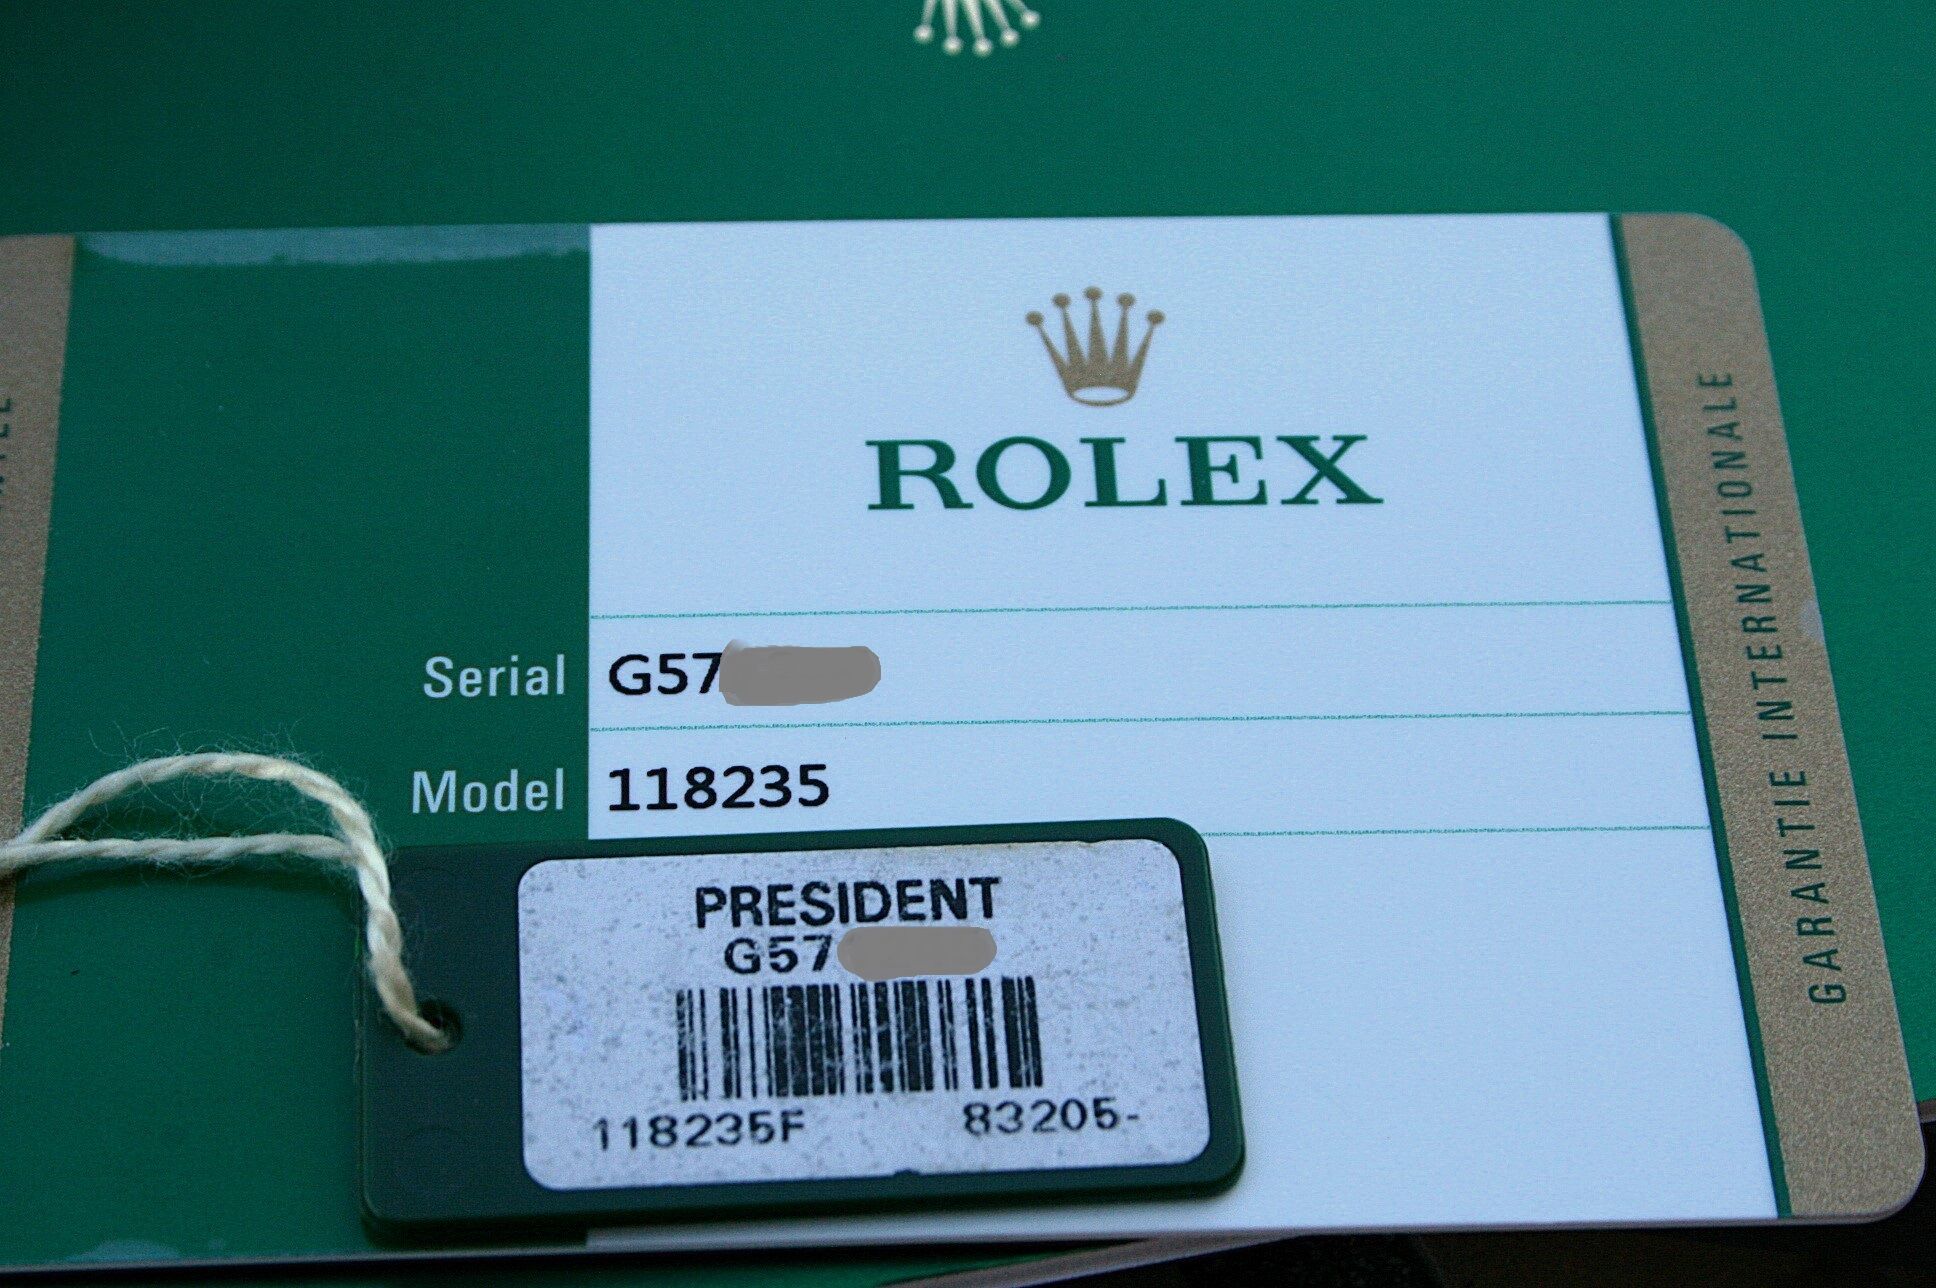 ROLEX
Serial G57
Model 118235
PRESIDENT
G57
118235F 83205-
GARANTIE INTERNATIONALE